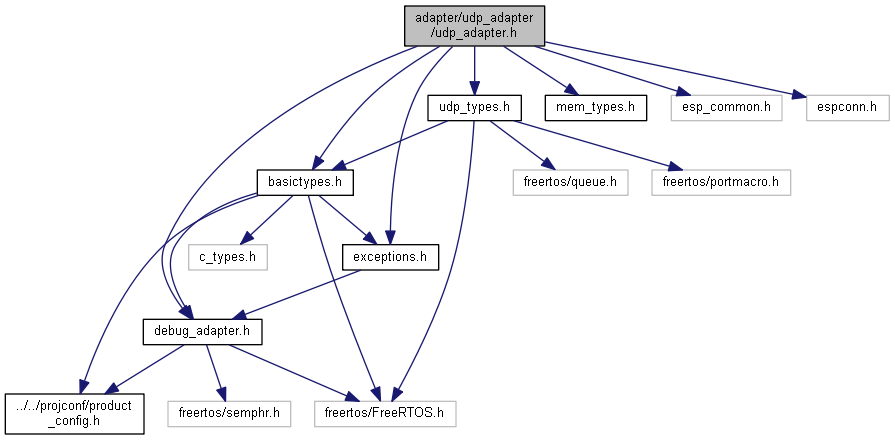 adapter/udp_adapter
/udp_adapter.h
udp_types.h
mem_types.h
esp_common.h
espconn.h
basictypes.h
freertos/queue.h
freertos/portmacro.h
c_types.h
exceptions.h
debug_adapter.h
../../projconf/product
_config.h
freertos/semphr.h
freertos/FreeRTOS.h